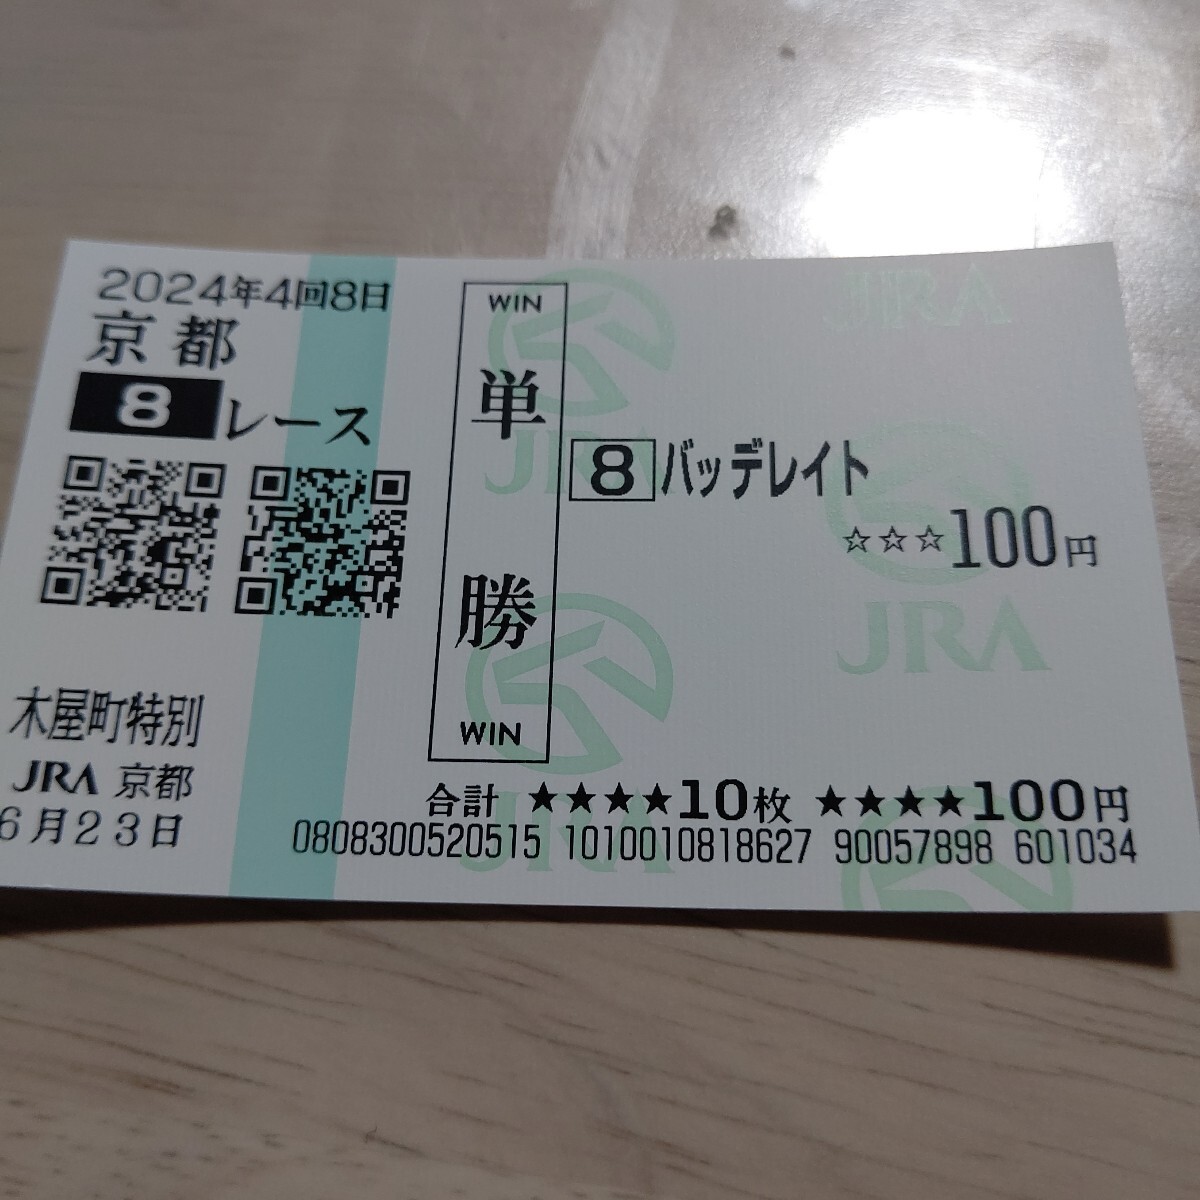 2024年4回8日
京都
8レース
木屋町特別
JRA 京都
6月23日
WIN
単勝
WIN
8 バッデレイト
☆☆☆100円
合計 ★★★★10枚 ★★★★100円
0808300520515 1010010818627 90057898 601034
JRA
JRA
JRA
JRA